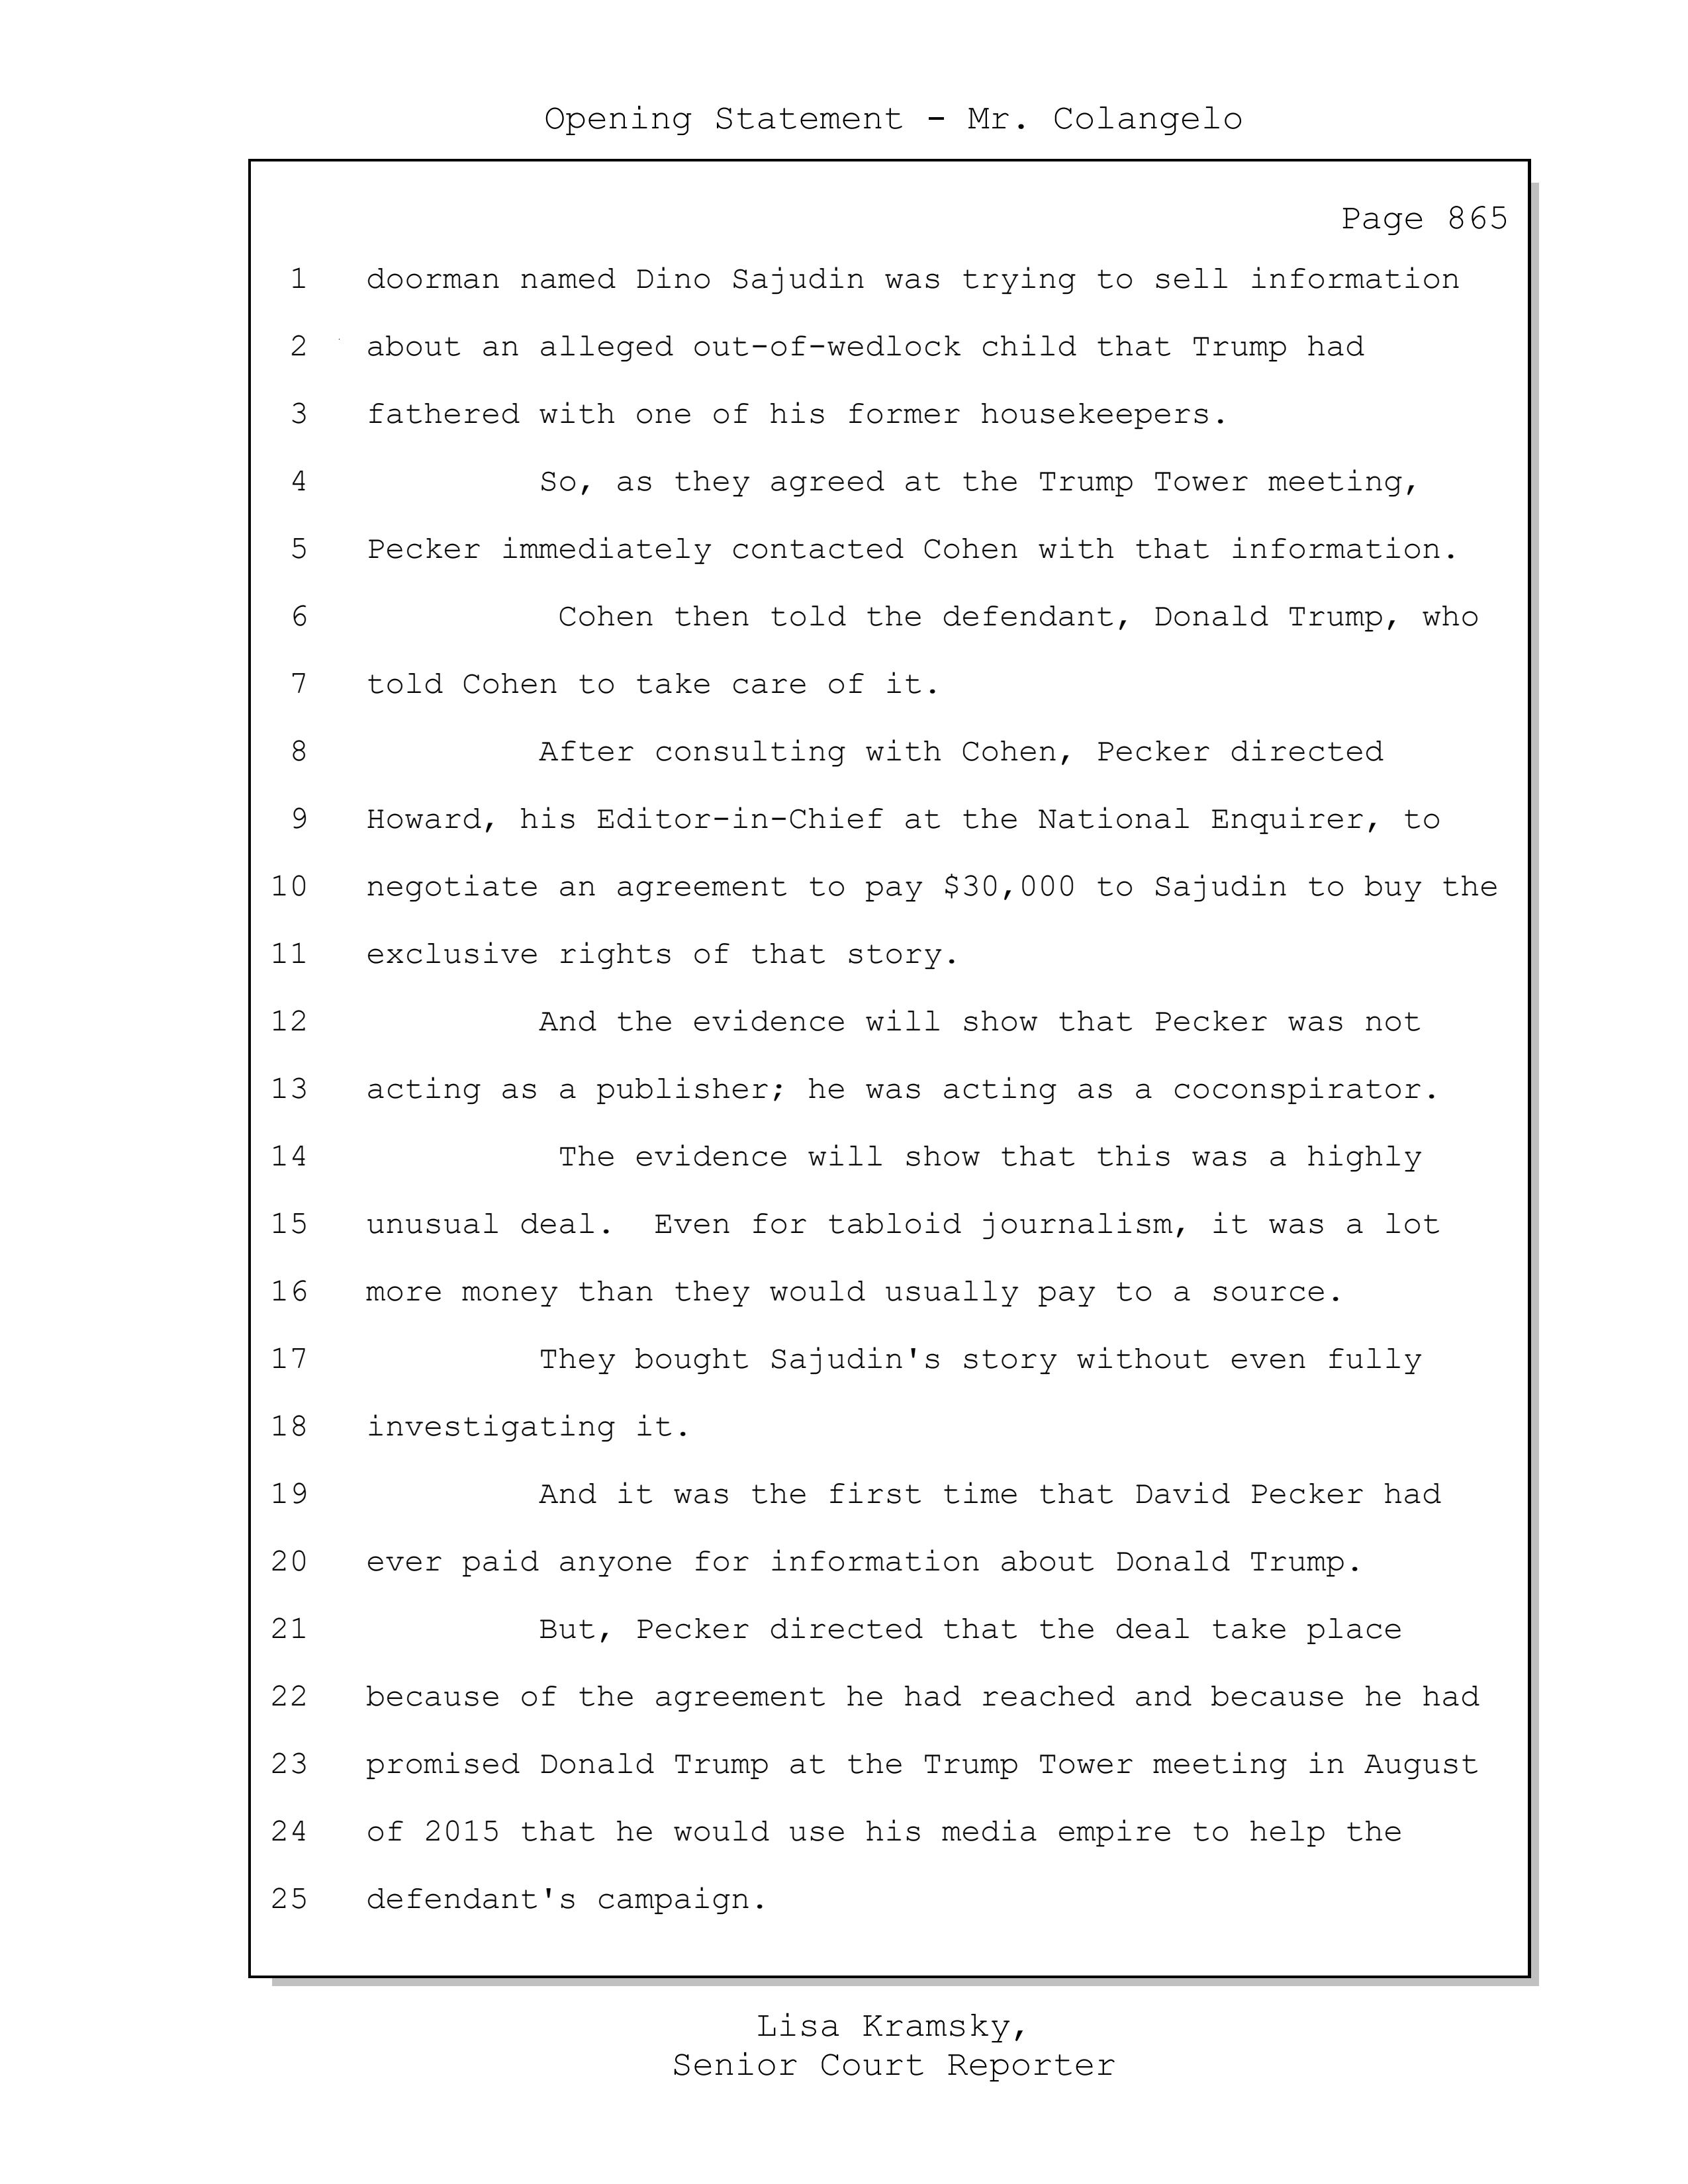 Opening Statement - Mr. Colangelo
Page 865
1 doorman named Dino Sajudin was trying to sell information
2 about an alleged out-of-wedlock child that Trump had
3 fathered with one of his former housekeepers.
4 So, as they agreed at the Trump Tower meeting,
5 Pecker immediately contacted Cohen with that information.
6 Cohen then told the defendant, Donald Trump, who
7 told Cohen to take care of it.
8 After consulting with Cohen, Pecker directed
9 Howard, his Editor-in-Chief at the National Enquirer, to
10 negotiate an agreement to pay $30,000 to Sajudin to buy the
11 exclusive rights of that story.
12 And the evidence will show that Pecker was not
13 acting as a publisher; he was acting as a coconspirator.
14 The evidence will show that this was a highly
15 unusual deal.  Even for tabloid journalism, it was a lot
16 more money than they would usually pay to a source.
17 They bought Sajudin's story without even fully
18 investigating it.
19 And it was the first time that David Pecker had
20 ever paid anyone for information about Donald Trump.
21 But, Pecker directed that the deal take place
22 because of the agreement he had reached and because he had
23 promised Donald Trump at the Trump Tower meeting in August
24 of 2015 that he would use his media empire to help the
25 defendant's campaign.
Lisa Kramsky,
Senior Court Reporter